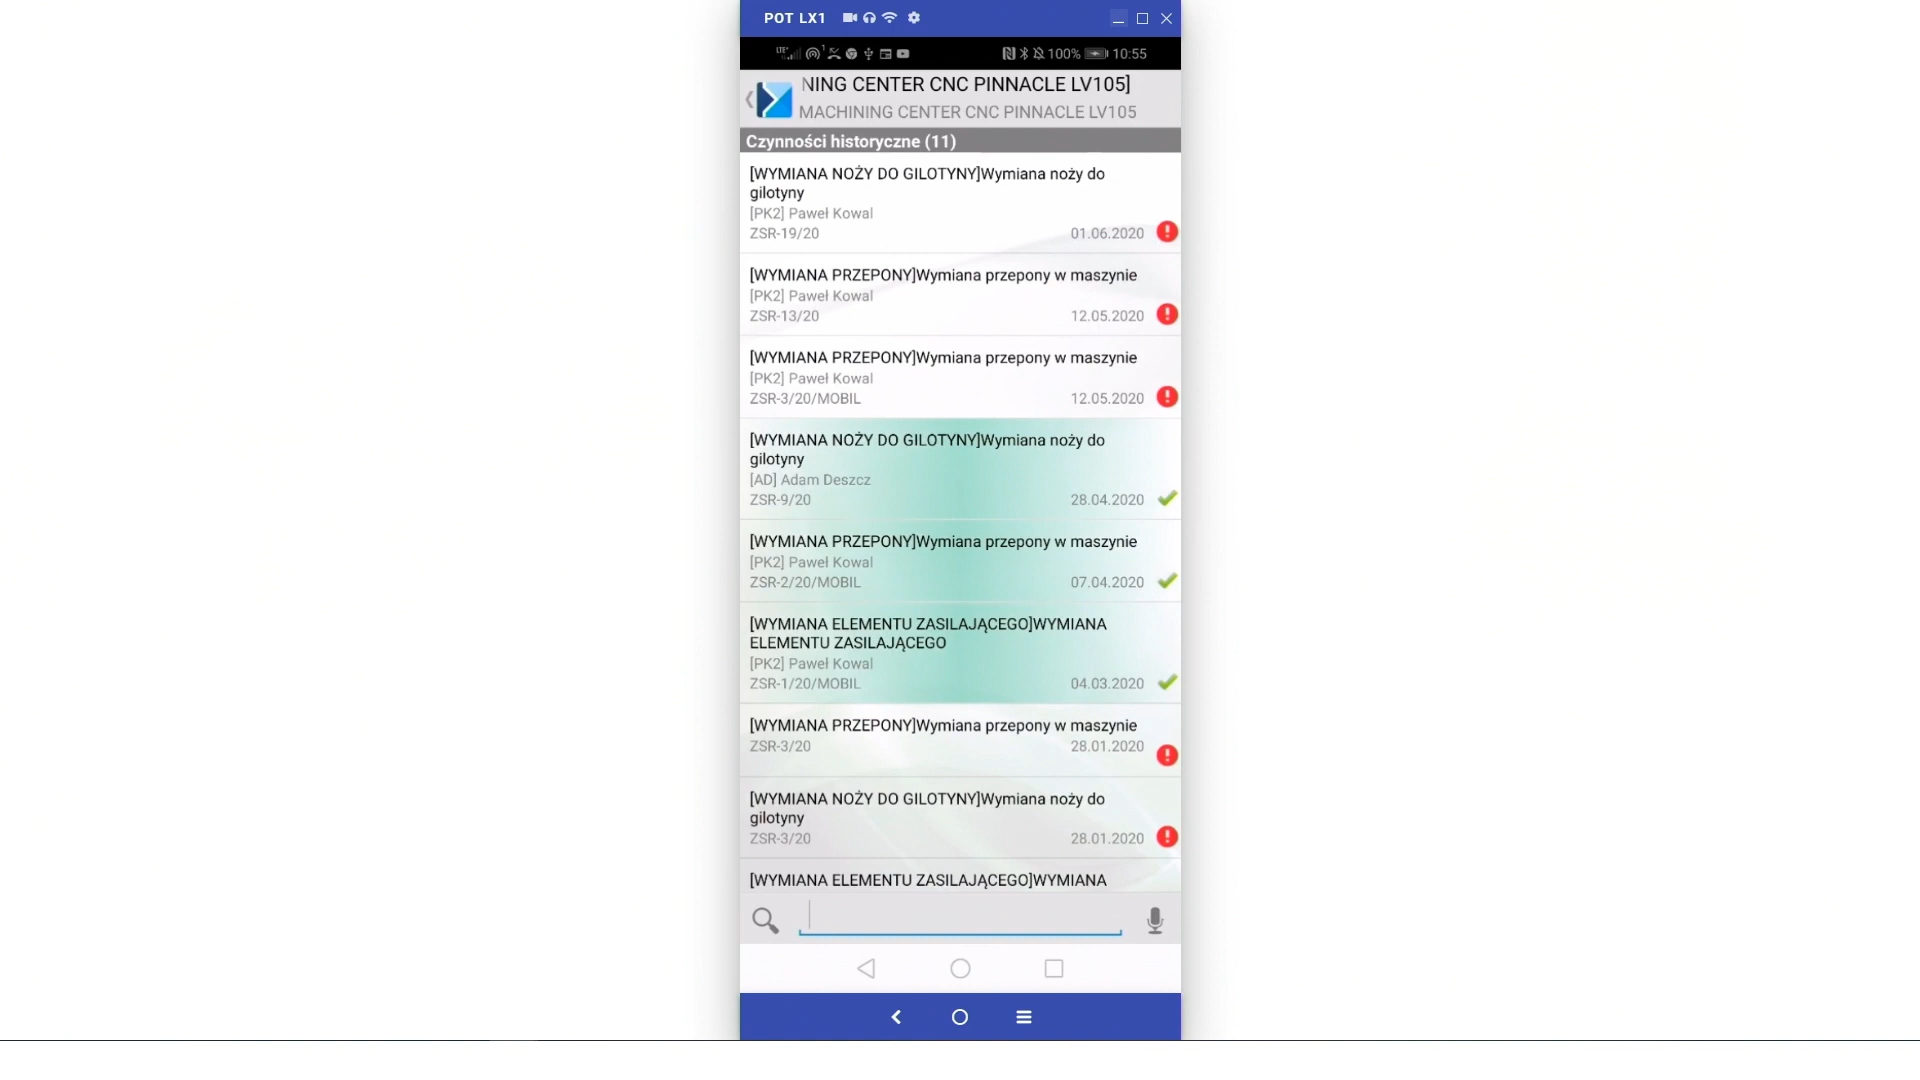 POT LX1
100% 10:55
NING CENTER CNC PINNACLE LV105]
MACHINING CENTER CNC PINNACLE LV105
Czynności historyczne (11)
[WYMIANA NOŻY DO GILOTYNY]Wymiana noży do
gilotyny
[PK2] Paweł Kowal
ZSR-19/20 01.06.2020
[WYMIANA PRZEPONY]Wymiana przepony w maszynie
[PK2] Paweł Kowal
ZSR-13/20 12.05.2020
[WYMIANA PRZEPONY]Wymiana przepony w maszynie
[PK2] Paweł Kowal
ZSR-3/20/MOBIL 12.05.2020
[WYMIANA NOŻY DO GILOTYNY]Wymiana noży do
gilotyny
[AD] Adam Deszcz
ZSR-9/20 28.04.2020
[WYMIANA PRZEPONY]Wymiana przepony w maszynie
[PK2] Paweł Kowal
ZSR-2/20/MOBIL 07.04.2020
[WYMIANA ELEMENTU ZASILAJĄCEGO]WYMIANA
ELEMENTU ZASILAJĄCEGO
[PK2] Paweł Kowal
ZSR-1/20/MOBIL 04.03.2020
[WYMIANA PRZEPONY]Wymiana przepony w maszynie
ZSR-3/20 28.01.2020
[WYMIANA NOŻY DO GILOTYNY]Wymiana noży do
gilotyny
ZSR-3/20 28.01.2020
[WYMIANA ELEMENTU ZASILAJĄCEGO]WYMIANA